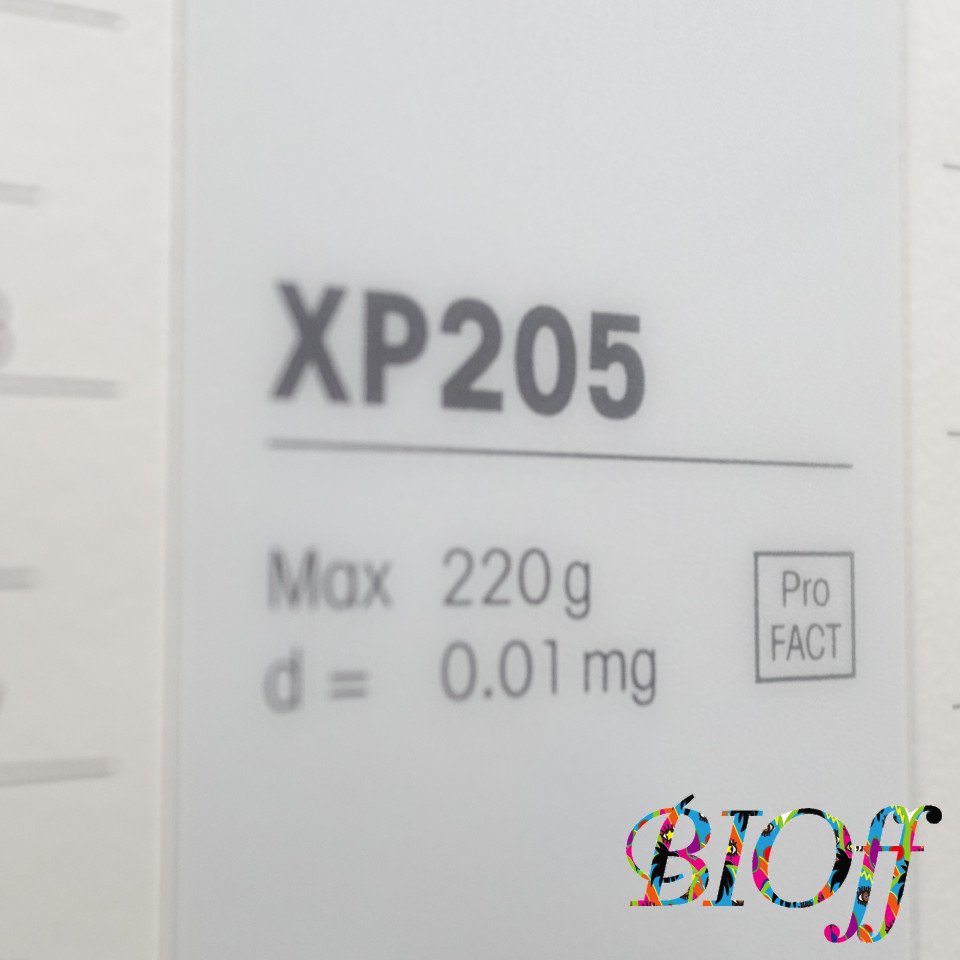 XP205
Max 220 g
d = 0.01 mg
Pro
FACT
BIOff